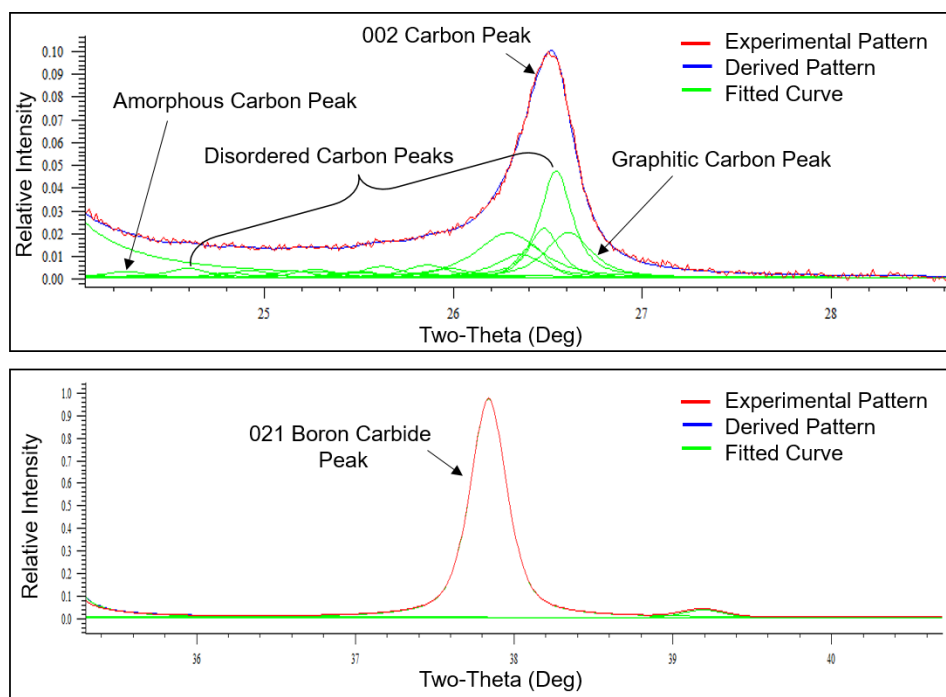 002 Carbon Peak
Experimental Pattern
Derived Pattern
Fitted Curve
Amorphous Carbon Peak
Disordered Carbon Peaks
Graphitic Carbon Peak
Relative Intensity
0.10
0.09
0.08
0.07
0.06
0.05
0.04
0.03
0.02
0.01
0.00
25
26
27
28
Two-Theta (Deg)
021 Boron Carbide
Peak
Experimental Pattern
Derived Pattern
Fitted Curve
Relative Intensity
1.0
0.9
0.8
0.7
0.6
0.5
0.4
0.3
0.2
0.1
0.0
36
37
38
39
40
Two-Theta (Deg)